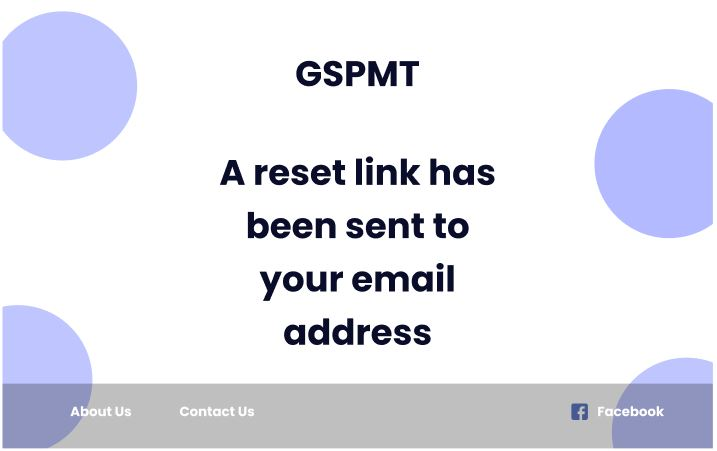 GSPMT
A reset link has
been sent to
your email
address
About Us
Contact Us
Facebook